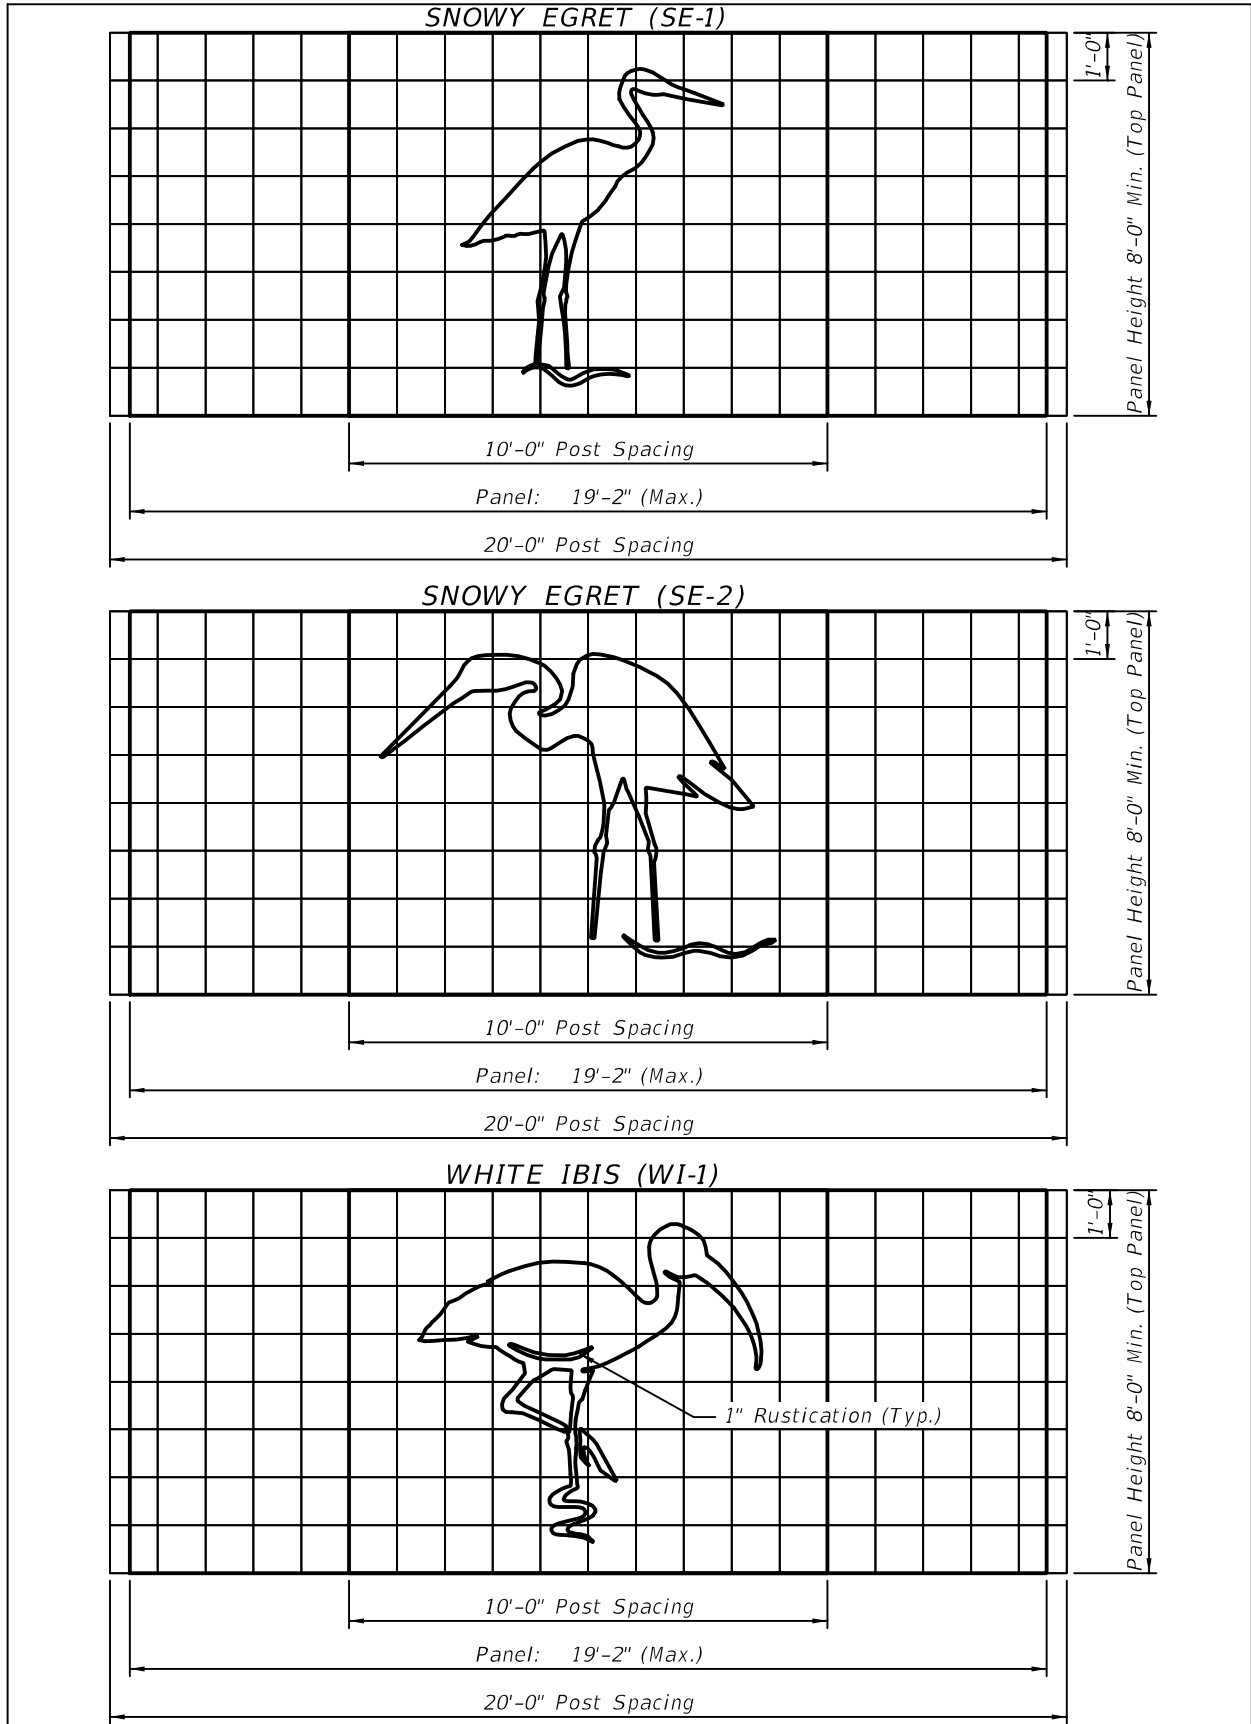 SNOWY EGRET (SE-1)
1'-0"
Panel Height 8'-0" Min. (Top Panel)
10'-0" Post Spacing
Panel: 19'-2" (Max.)
20'-0" Post Spacing
SNOWY EGRET (SE-2)
1'-0"
Panel Height 8'-0" Min. (Top Panel)
10'-0" Post Spacing
Panel: 19'-2" (Max.)
20'-0" Post Spacing
WHITE IBIS (WI-1)
1'-0"
Panel Height 8'-0" Min. (Top Panel)
1" Rustication (Typ.)
10'-0" Post Spacing
Panel: 19'-2" (Max.)
20'-0" Post Spacing